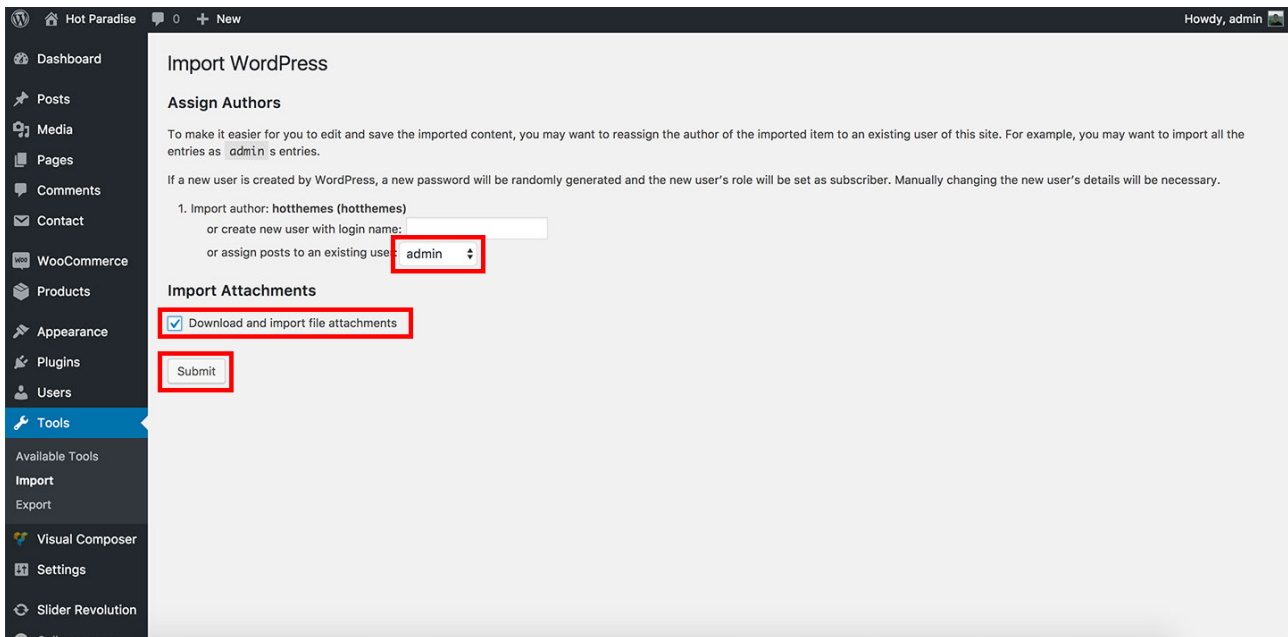 Hot Paradise 0 + New
Howdy, admin
Dashboard
Posts
Media
Pages
Comments
Contact
WooCommerce
Products
Appearance
Plugins
Users
Tools
Available Tools
Import
Export
Visual Composer
Settings
Slider Revolution
Import WordPress
Assign Authors
To make it easier for you to edit and save the imported content, you may want to reassign the author of the imported item to an existing user of this site. For example, you may want to import all the
entries as admin s entries.
If a new user is created by WordPress, a new password will be randomly generated and the new user's role will be set as subscriber. Manually changing the new user's details will be necessary.
1. Import author: hotthemes (hotthemes)
or create new user with login name:
or assign posts to an existing user:
admin
Import Attachments
Download and import file attachments
Submit